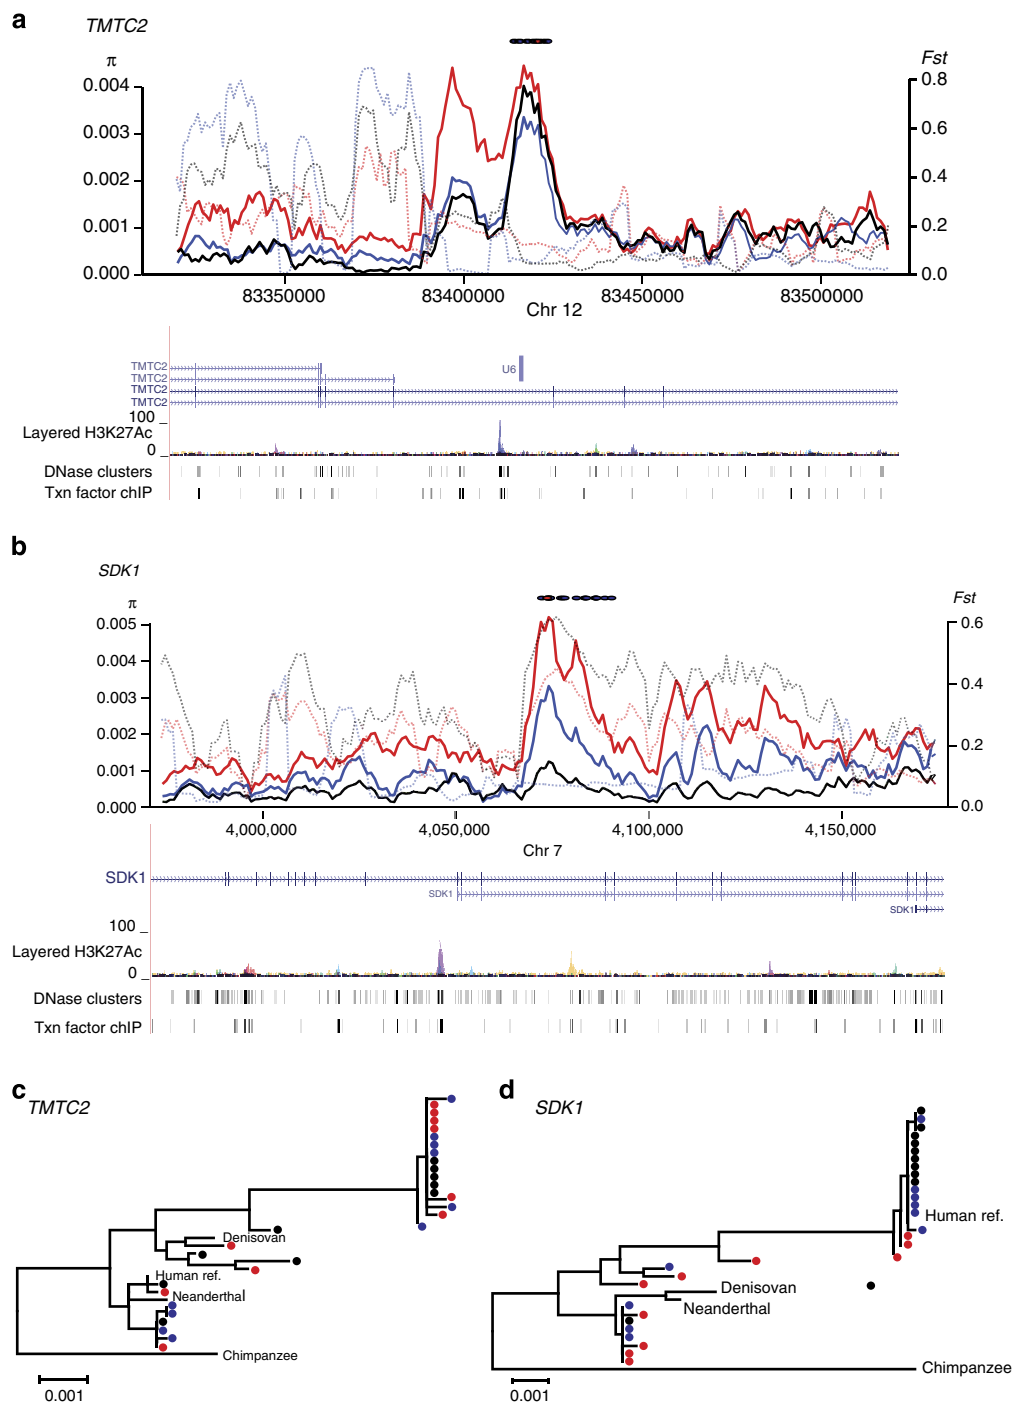 a
TMTC2
π
Fst
0.004
0.003
0.002
0.001
0.000
0.8
0.6
0.4
0.2
0.0
83350000
83400000
83450000
83500000
Chr 12
TMTC2
TMTC2
TMTC2
TMTC2
U6
100
Layered H3K27Ac
0
DNase clusters
Txn factor chIP
b
SDK1
π
Fst
0.005
0.004
0.003
0.002
0.001
0.000
0.6
0.4
0.2
0.0
4,000,000
4,050,000
4,100,000
4,150,000
Chr 7
SDK1
SDK1
SDK1
100
Layered H3K27Ac
0
DNase clusters
Txn factor chIP
c
TMTC2
Denisovan
Human ref.
Neanderthal
Chimpanzee
0.001
d
SDK1
Human ref.
Denisovan
Neanderthal
Chimpanzee
0.001